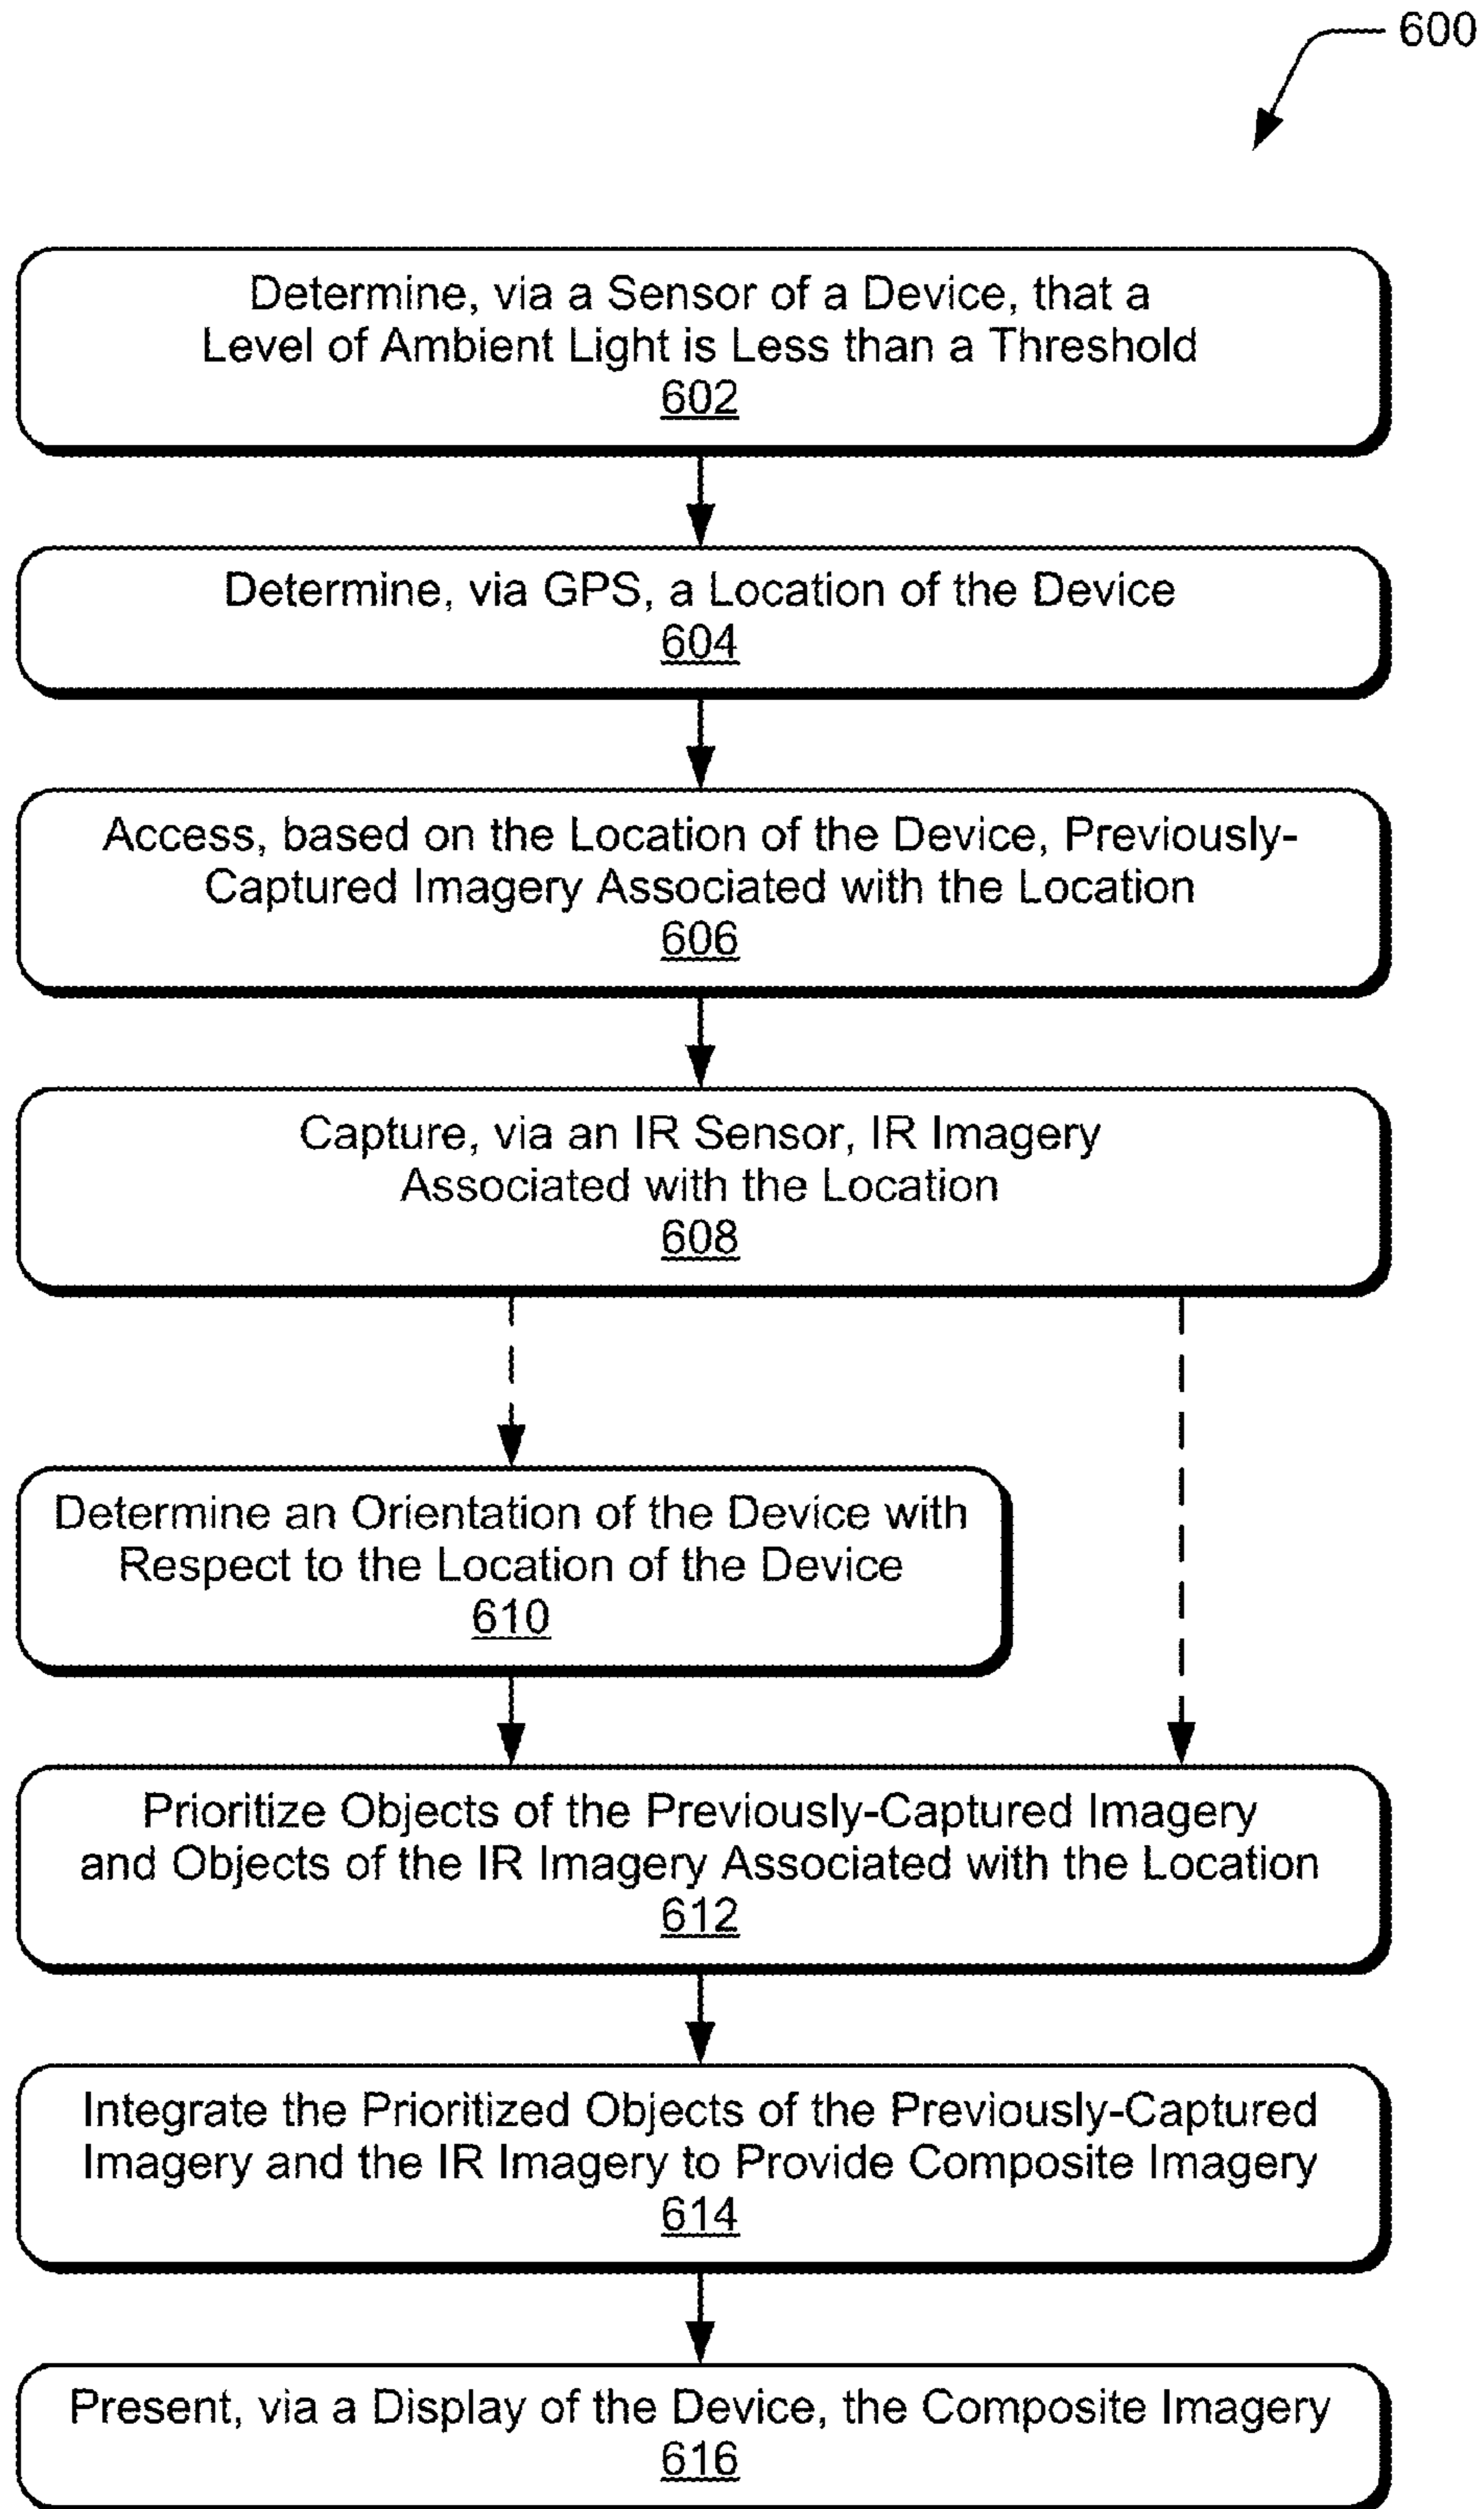 600
Determine, via a Sensor of a Device, that a
Level of Ambient Light is Less than a Threshold
602
Determine, via GPS, a Location of the Device
604
Access, based on the Location of the Device, Previously-
Captured Imagery Associated with the Location
606
Capture, via an IR Sensor, IR Imagery
Associated with the Location
608
Determine an Orientation of the Device with
Respect to the Location of the Device
610
Prioritize Objects of the Previously-Captured Imagery
and Objects of the IR Imagery Associated with the Location
612
Integrate the Prioritized Objects of the Previously-Captured
Imagery and the IR Imagery to Provide Composite Imagery
614
Present, via a Display of the Device, the Composite Imagery
616